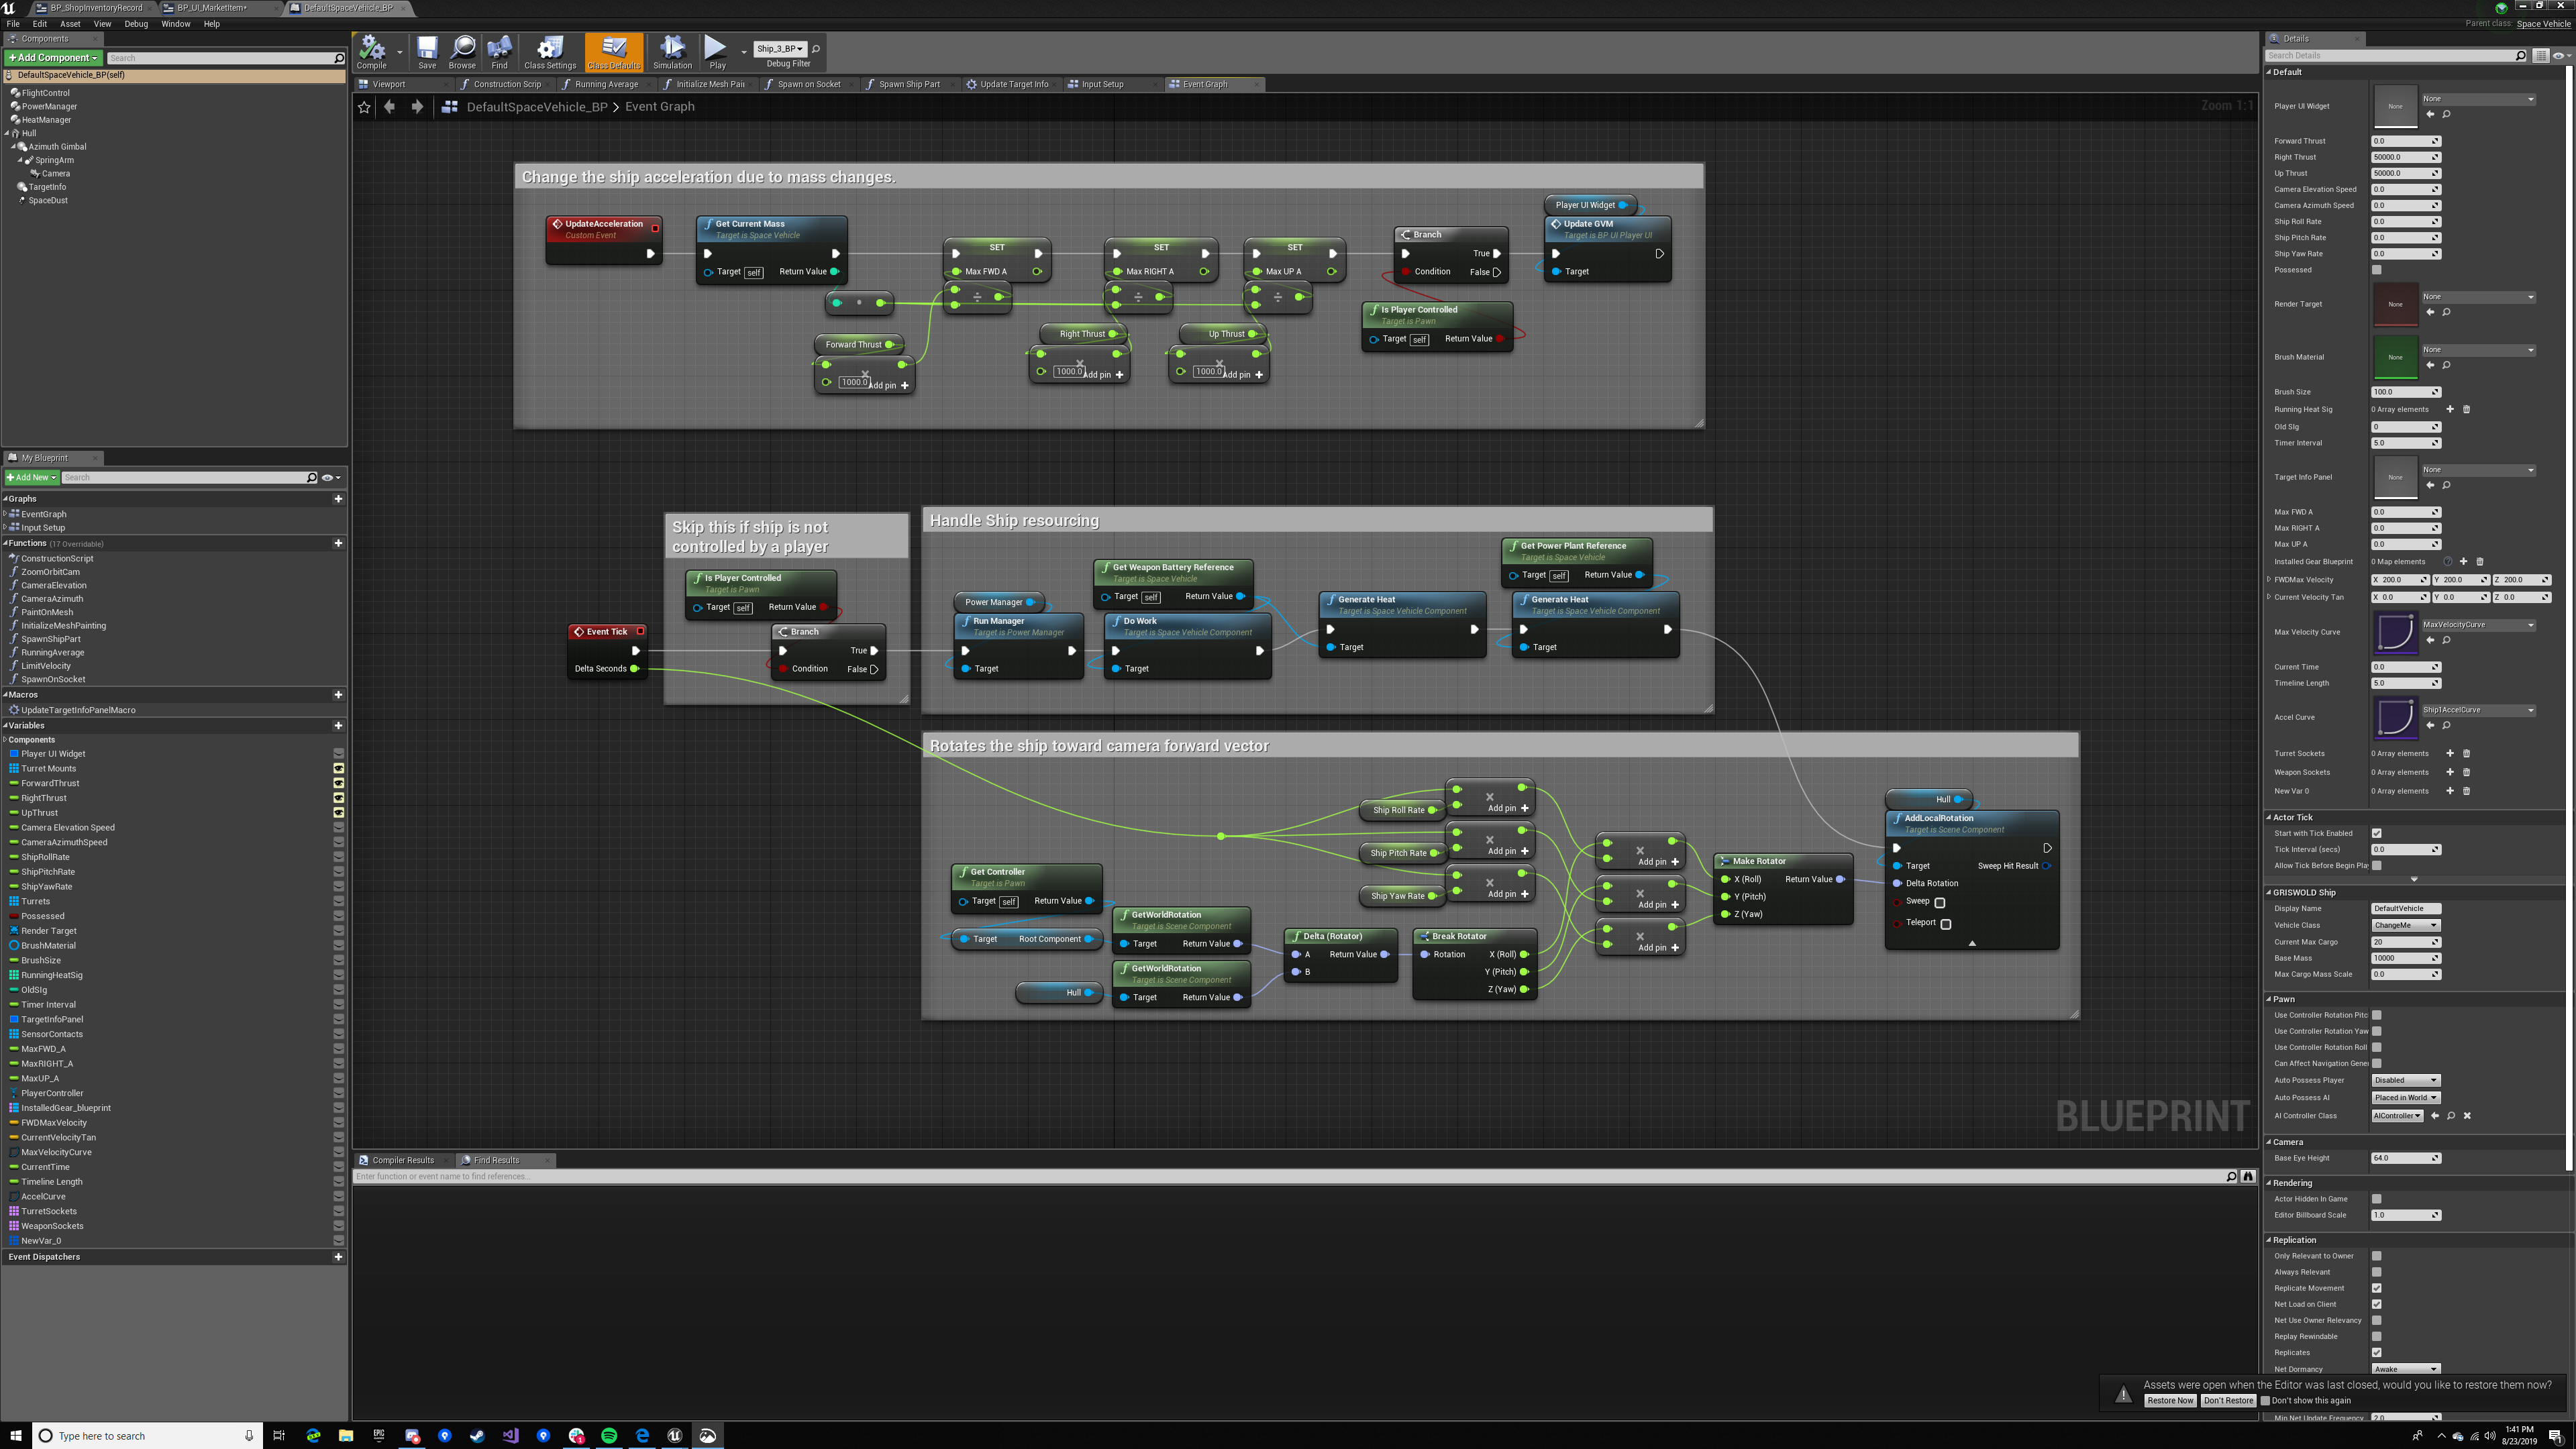 BP_ShopInventoryRecord
BP_UI_MarketItem*
DefaultSpaceVehicle_BP
File Edit Asset View Debug Window Help
Parent class: Space Vehicle
Components
+Add Component
Search
DefaultSpaceVehicle_BP(self)
FlightControl
PowerManager
HeatManager
Hull
Azimuth Gimbal
SpringArm
Camera
TargetInfo
SpaceDust
Compile
Save
Browse
Find
Class Settings
Class Defaults
Simulation
Play
Ship_3_BP
Debug Filter
Viewport
Construction Scrip
Running Average
Initialize Mesh Pain
Spawn on Socket
Spawn Ship Part
Update Target Info
Input Setup
Event Graph
DefaultSpaceVehicle_BP > Event Graph
Zoom 1:1
Change the ship acceleration due to mass changes.
UpdateAcceleration
Custom Event
Get Current Mass
Target is Space Vehicle
Target self
Return Value
SET
Max FWD A
SET
Max RIGHT A
SET
Max UP A
Forward Thrust
1000.0
Add pin +
Right Thrust
1000.0
Add pin +
Up Thrust
1000.0
Add pin +
Branch
True
Condition False
Is Player Controlled
Target is Pawn
Target self
Return Value
Player UI Widget
Update GVM
Target is BP UI Player UI
Target
Skip this if ship is not
controlled by a player
Is Player Controlled
Target is Pawn
Target self Return Value
Event Tick
Delta Seconds
Branch
True
Condition False
Handle Ship resourcing
Power Manager
Run Manager
Target is Power Manager
Target
Get Weapon Battery Reference
Target is Space Vehicle
Target self Return Value
Do Work
Target is Space Vehicle Component
Target
Generate Heat
Target is Space Vehicle Component
Target
Get Power Plant Reference
Target is Space Vehicle
Target self Return Value
Generate Heat
Target is Space Vehicle Component
Target
Rotates the ship toward camera forward vector
Ship Roll Rate
Add pin +
Ship Pitch Rate
Add pin +
Ship Yaw Rate
Add pin +
Get Controller
Target is Pawn
Target self Return Value
Target Root Component
Hull
GetWorldRotation
Target is Scene Component
Target Return Value
GetWorldRotation
Target is Scene Component
Target Return Value
Delta (Rotator)
A Return Value
B
Break Rotator
Rotation X (Roll)
Y (Pitch)
Z (Yaw)
Add pin +
Add pin +
Add pin +
Make Rotator
X (Roll) Return Value
Y (Pitch)
Z (Yaw)
Hull
AddLocalRotation
Target is Scene Component
Target Sweep Hit Result
Delta Rotation
Sweep
Teleport
BLUEPRINT
My Blueprint
+Add New
Search
Graphs
EventGraph
Input Setup
Functions (17 Overridable)
ConstructionScript
ZoomOrbitCam
CameraElevation
CameraAzimuth
PaintOnMesh
InitializeMeshPainting
SpawnShipPart
RunningAverage
LimitVelocity
SpawnOnSocket
Macros
UpdateTargetInfoPanelMacro
Variables
Components
Player UI Widget
Turret Mounts
ForwardThrust
RightThrust
UpThrust
Camera Elevation Speed
CameraAzimuthSpeed
ShipRollRate
ShipPitchRate
ShipYawRate
Turrets
Possessed
Render Target
BrushMaterial
BrushSize
RunningHeatSig
OldSIg
Timer Interval
TargetInfoPanel
SensorContacts
MaxFWD_A
MaxRIGHT_A
MaxUP_A
PlayerController
InstalledGear_blueprint
FWDMaxVelocity
CurrentVelocityTan
MaxVelocityCurve
CurrentTime
Timeline Length
AccelCurve
TurretSockets
WeaponSockets
NewVar_0
Event Dispatchers
Compiler Results
Find Results
Enter function or event name to find references...
Details
Search Details
Default
Player UI Widget None None
Forward Thrust 0.0
Right Thrust 50000.0
Up Thrust 50000.0
Camera Elevation Speed 0.0
Camera Azimuth Speed 0.0
Ship Roll Rate 0.0
Ship Pitch Rate 0.0
Ship Yaw Rate 0.0
Possessed
Render Target None None
Brush Material None None
Brush Size 100.0
Running Heat Sig 0 Array elements
Old SIg 0
Timer Interval 5.0
Target Info Panel None None
Max FWD A 0.0
Max RIGHT A 0.0
Max UP A 0.0
Installed Gear Blueprint 0 Map elements
FWDMax Velocity X 200.0 Y 200.0 Z 200.0
Current Velocity Tan X 0.0 Y 0.0 Z 0.0
Max Velocity Curve MaxVelocityCurve
Current Time 0.0
Timeline Length 5.0
Accel Curve Ship1AccelCurve
Turret Sockets 0 Array elements
Weapon Sockets 0 Array elements
New Var 0 0 Array elements
Actor Tick
Start with Tick Enabled
Tick Interval (secs) 0.0
Allow Tick Before Begin Play
GRISWOLD Ship
Display Name DefaultVehicle
Vehicle Class ChangeMe
Current Max Cargo 20
Base Mass 10000
Max Cargo Mass Scale 0.0
Pawn
Use Controller Rotation Pitc
Use Controller Rotation Yaw
Use Controller Rotation Roll
Can Affect Navigation Gener
Auto Possess Player Disabled
Auto Possess AI Placed in World
AI Controller Class AIController
Camera
Base Eye Height 64.0
Rendering
Actor Hidden In Game
Editor Billboard Scale 1.0
Replication
Only Relevant to Owner
Always Relevant
Replicate Movement
Net Load on Client
Net Use Owner Relevancy
Replay Rewindable
Replicates
Net Dormancy Awake
Assets were open when the Editor was last closed, would you like to restore them now?
Restore Now Don't Restore Don't show this again
Min Net Update Frequency 2.0
Type here to search
EPIC
1:41 PM
8/23/2019